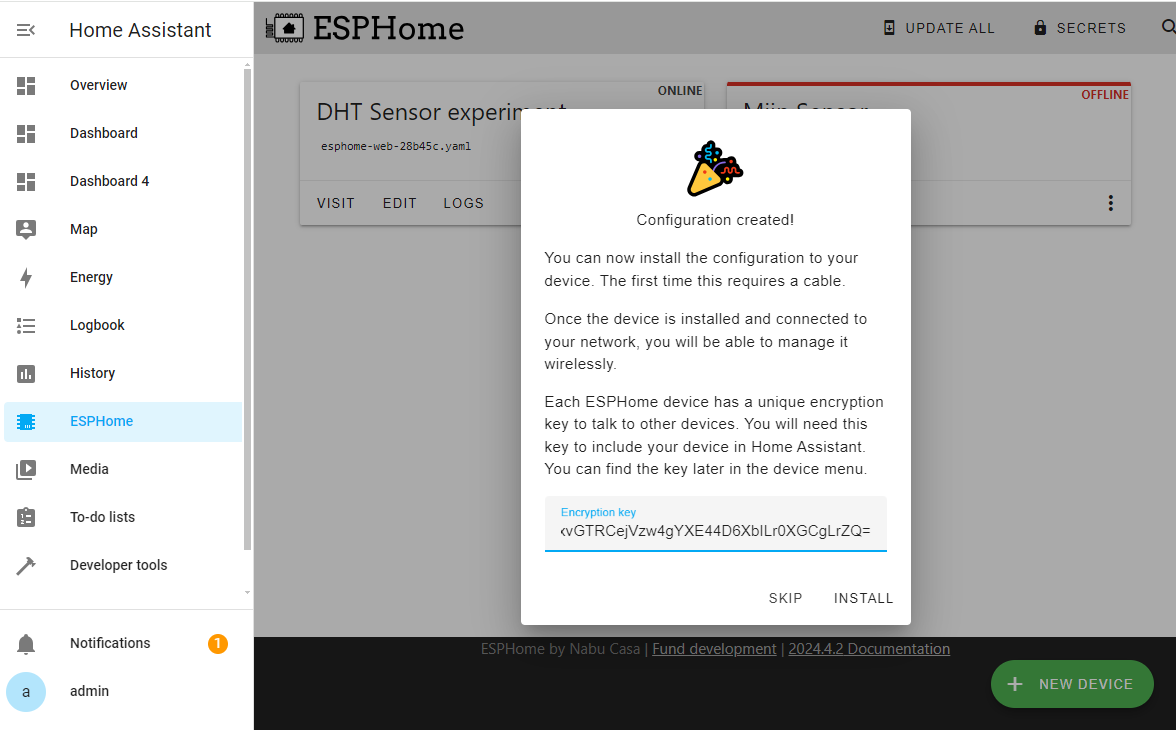 Home Assistant
ESPHome
UPDATE ALL
SECRETS
Overview
Dashboard
Dashboard 4
Map
Energy
Logbook
History
ESPHome
Media
To-do lists
Developer tools
Notifications
1
a
admin
ONLINE
DHT Sensor experiment
esphome-web-28b45c.yaml
VISIT
EDIT
LOGS
OFFLINE
Sensor
Configuration created!
You can now install the configuration to your
device. The first time this requires a cable.
Once the device is installed and connected to
your network, you will be able to manage it
wirelessly.
Each ESPHome device has a unique encryption
key to talk to other devices. You will need this
key to include your device in Home Assistant.
You can find the key later in the device menu.
Encryption key
xvGTRCejVzw4gYXE44D6XbILr0XGCgLrZQ=
SKIP
INSTALL
ESPHome by Nabu Casa | Fund development | 2024.4.2 Documentation
NEW DEVICE